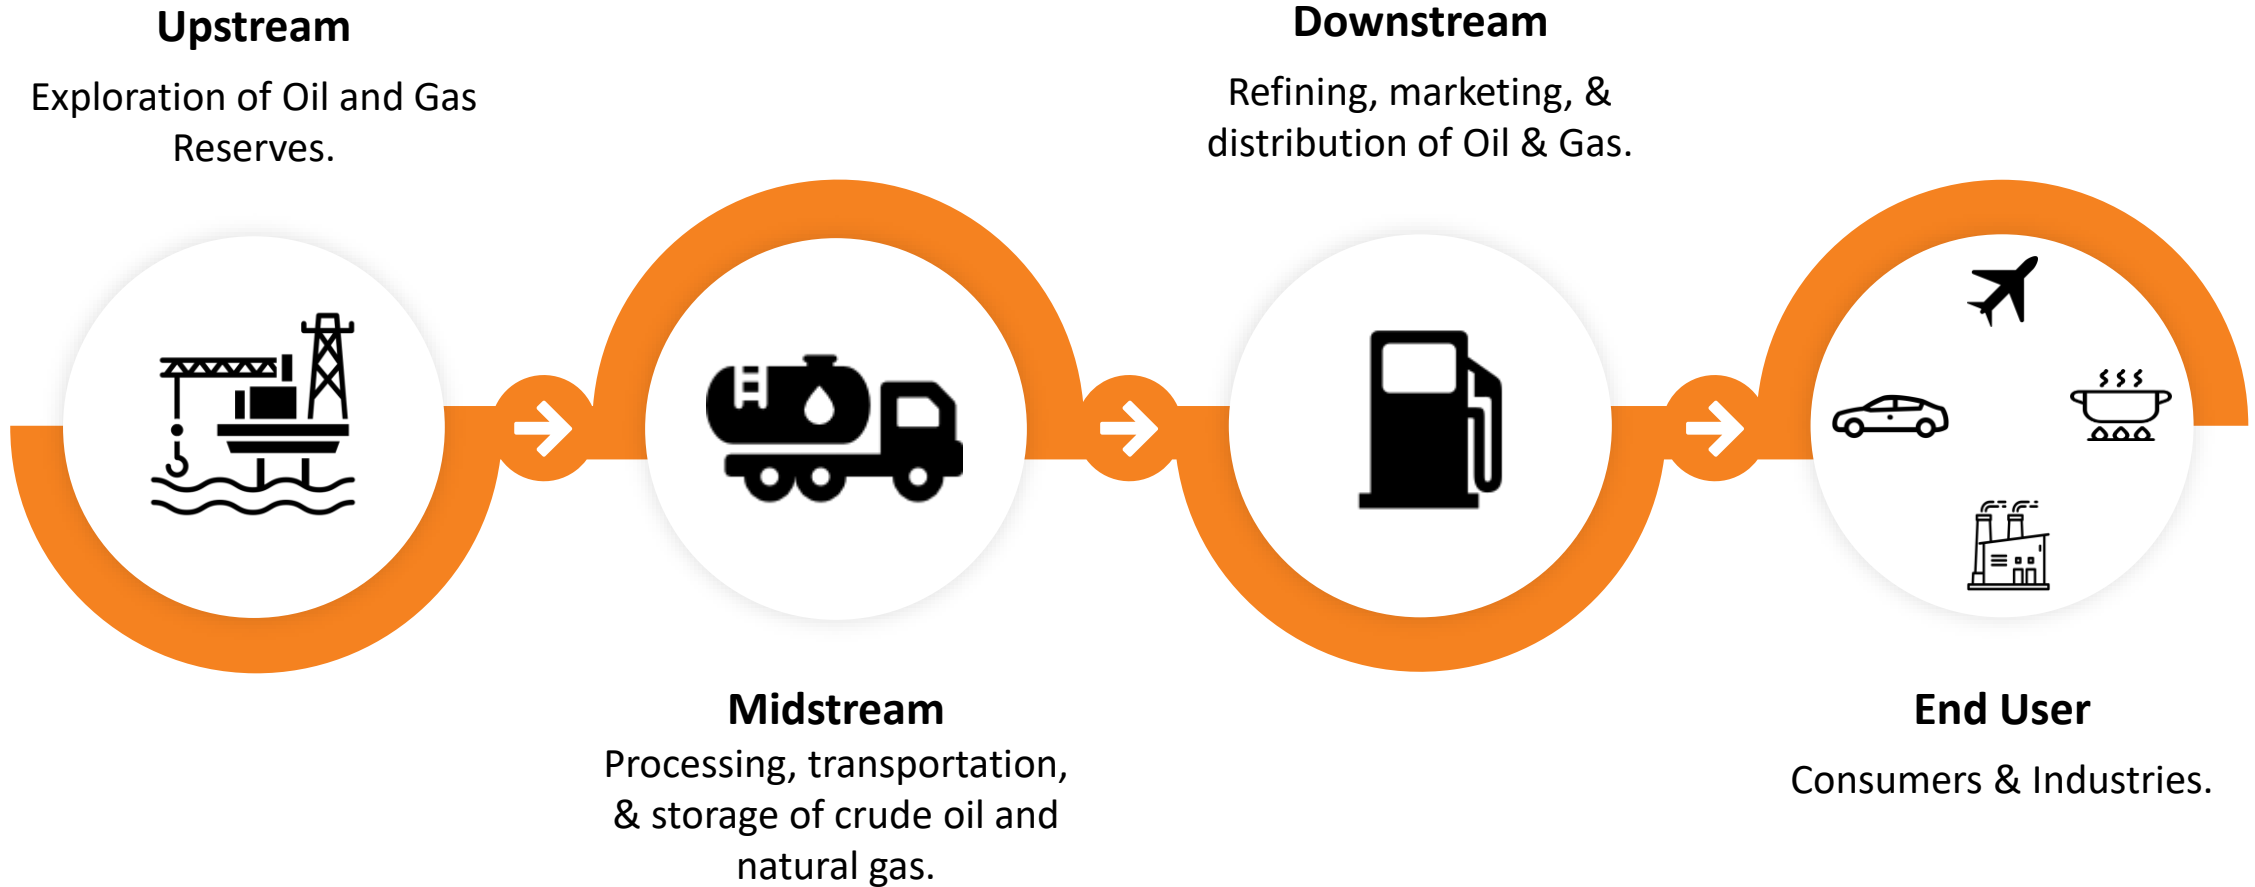 Upstream
Exploration of Oil and Gas
Reserves.
Midstream
Processing, transportation,
& storage of crude oil and
natural gas.
Downstream
Refining, marketing, &
distribution of Oil & Gas.
End User
Consumers & Industries.